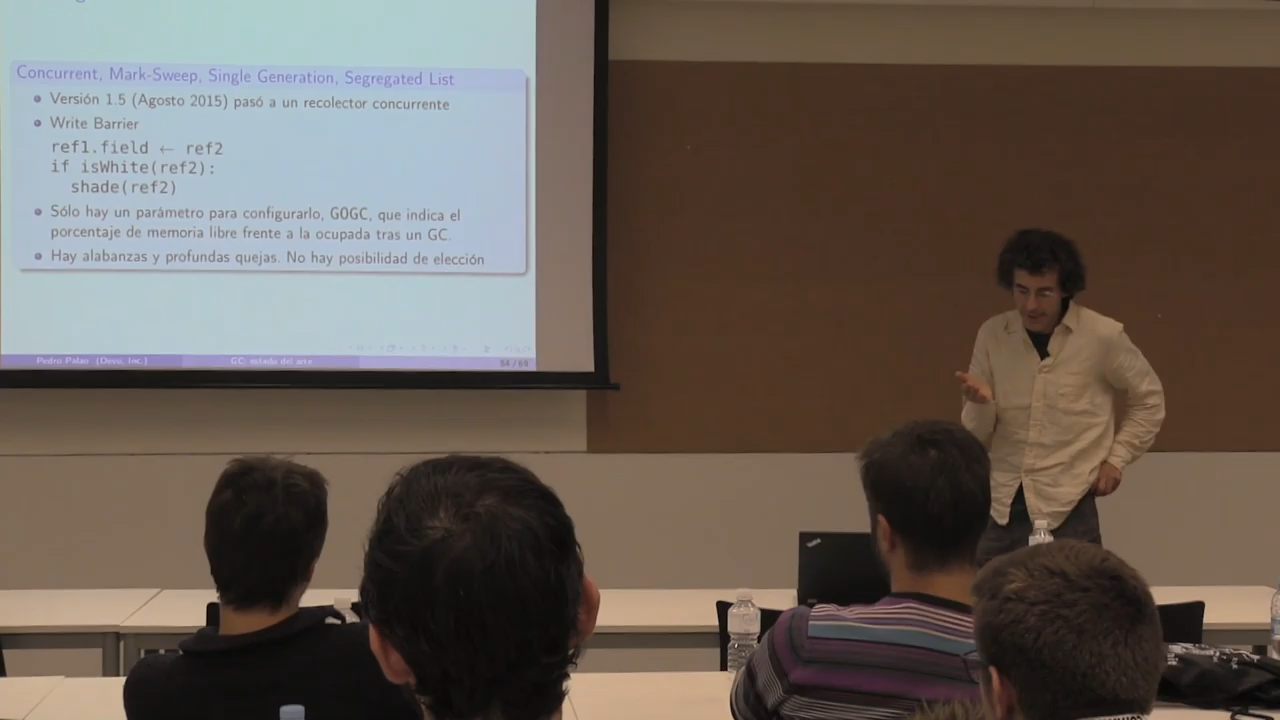 Concurrent, Mark-Sweep, Single Generation, Segregated List
Versión 1.5 (Agosto 2015) pasó a un recolector concurrente
Write Barrier
ref1.field ← ref2
if isWhite(ref2):
shade(ref2)
Sólo hay un parámetro para configurarlo, GOGC, que indica el
porcentaje de memoria libre frente a la ocupada tras un GC.
Hay alabanzas y profundas quejas. No hay posibilidad de elección
Pedro Palao (Devo, Inc.)
GC: estado del arte
54 / 65